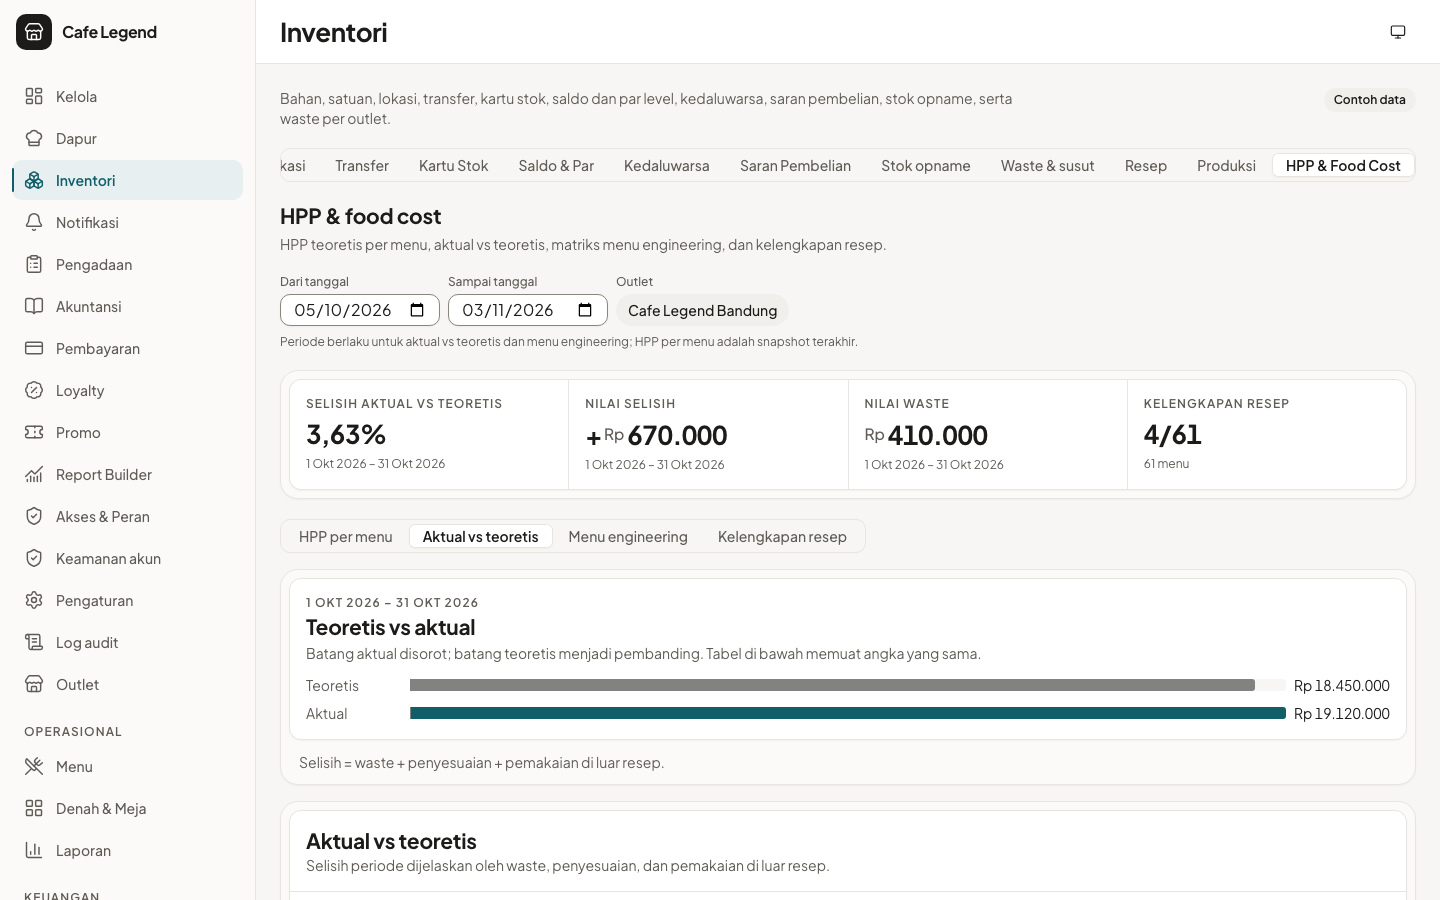 Cafe Legend
Kelola
Dapur
Inventori
Notifikasi
Pengadaan
Akuntansi
Pembayaran
Loyalty
Promo
Report Builder
Akses & Peran
Keamanan akun
Pengaturan
Log audit
Outlet
OPERASIONAL
Menu
Denah & Meja
Laporan
KEUANGAN
Inventori
Bahan, satuan, lokasi, transfer, kartu stok, saldo dan par level, kedaluwarsa, saran pembelian, stok opname, serta
waste per outlet.
Contoh data
kasi Transfer Kartu Stok Saldo & Par Kedaluwarsa Saran Pembelian Stok opname Waste & susut Resep Produksi HPP & Food Cost
HPP & food cost
HPP teoretis per menu, aktual vs teoretis, matriks menu engineering, dan kelengkapan resep.
Dari tanggal Sampai tanggal Outlet
05/10/2026 03/11/2026 Cafe Legend Bandung
Periode berlaku untuk aktual vs teoretis dan menu engineering; HPP per menu adalah snapshot terakhir.
SELISIH AKTUAL VS TEORETIS
3,63%
1 Okt 2026 – 31 Okt 2026
NILAI SELISIH
+Rp 670.000
1 Okt 2026 – 31 Okt 2026
NILAI WASTE
Rp 410.000
1 Okt 2026 – 31 Okt 2026
KELENGKAPAN RESEP
4/61
61 menu
HPP per menu Aktual vs teoretis Menu engineering Kelengkapan resep
1 OKT 2026 – 31 OKT 2026
Teoretis vs aktual
Batang aktual disorot; batang teoretis menjadi pembanding. Tabel di bawah memuat angka yang sama.
Teoretis Rp 18.450.000
Aktual Rp 19.120.000
Selisih = waste + penyesuaian + pemakaian di luar resep.
Aktual vs teoretis
Selisih periode dijelaskan oleh waste, penyesuaian, dan pemakaian di luar resep.